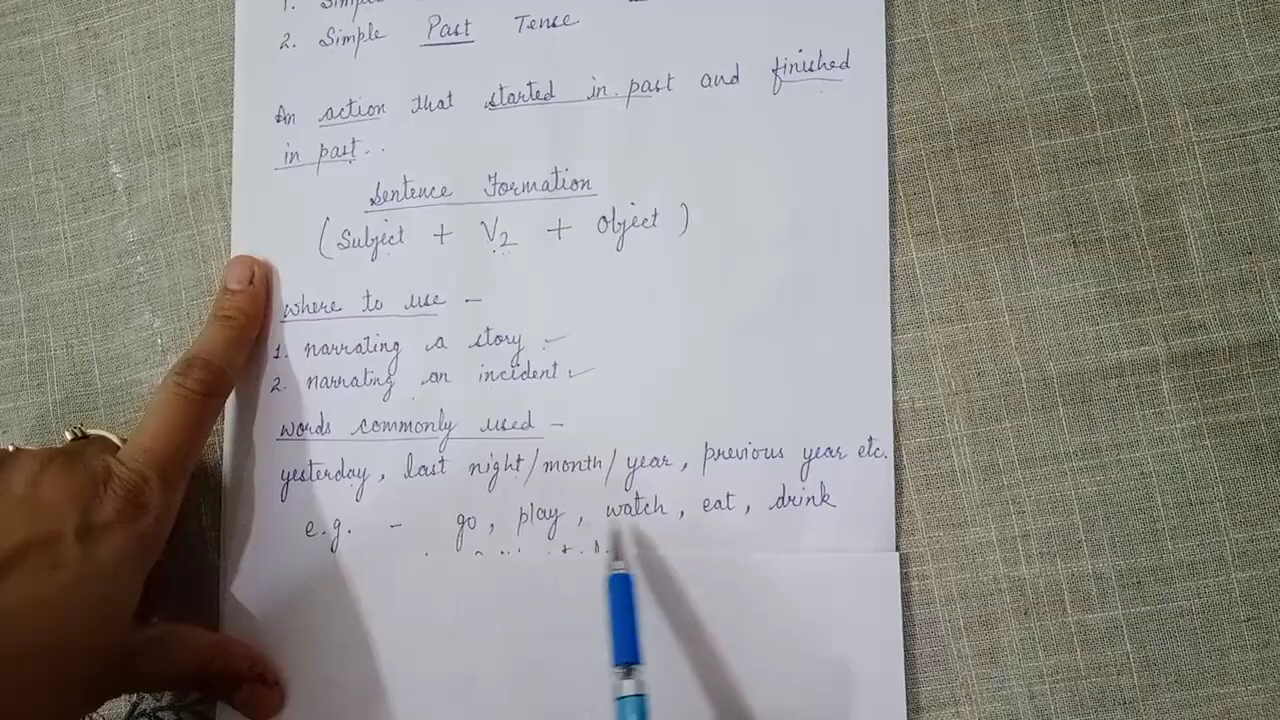 1. Simple
2. Simple Past Tense
An action that started in past and finished
in past..
Sentence Formation
(Subject + V2 + Object)
where to use -
1. narrating a story ✓
2. narrating an incident ✓
words commonly used -
yesterday, last night/month/year, previous year etc.
e.g. - go, play, watch, eat, drink